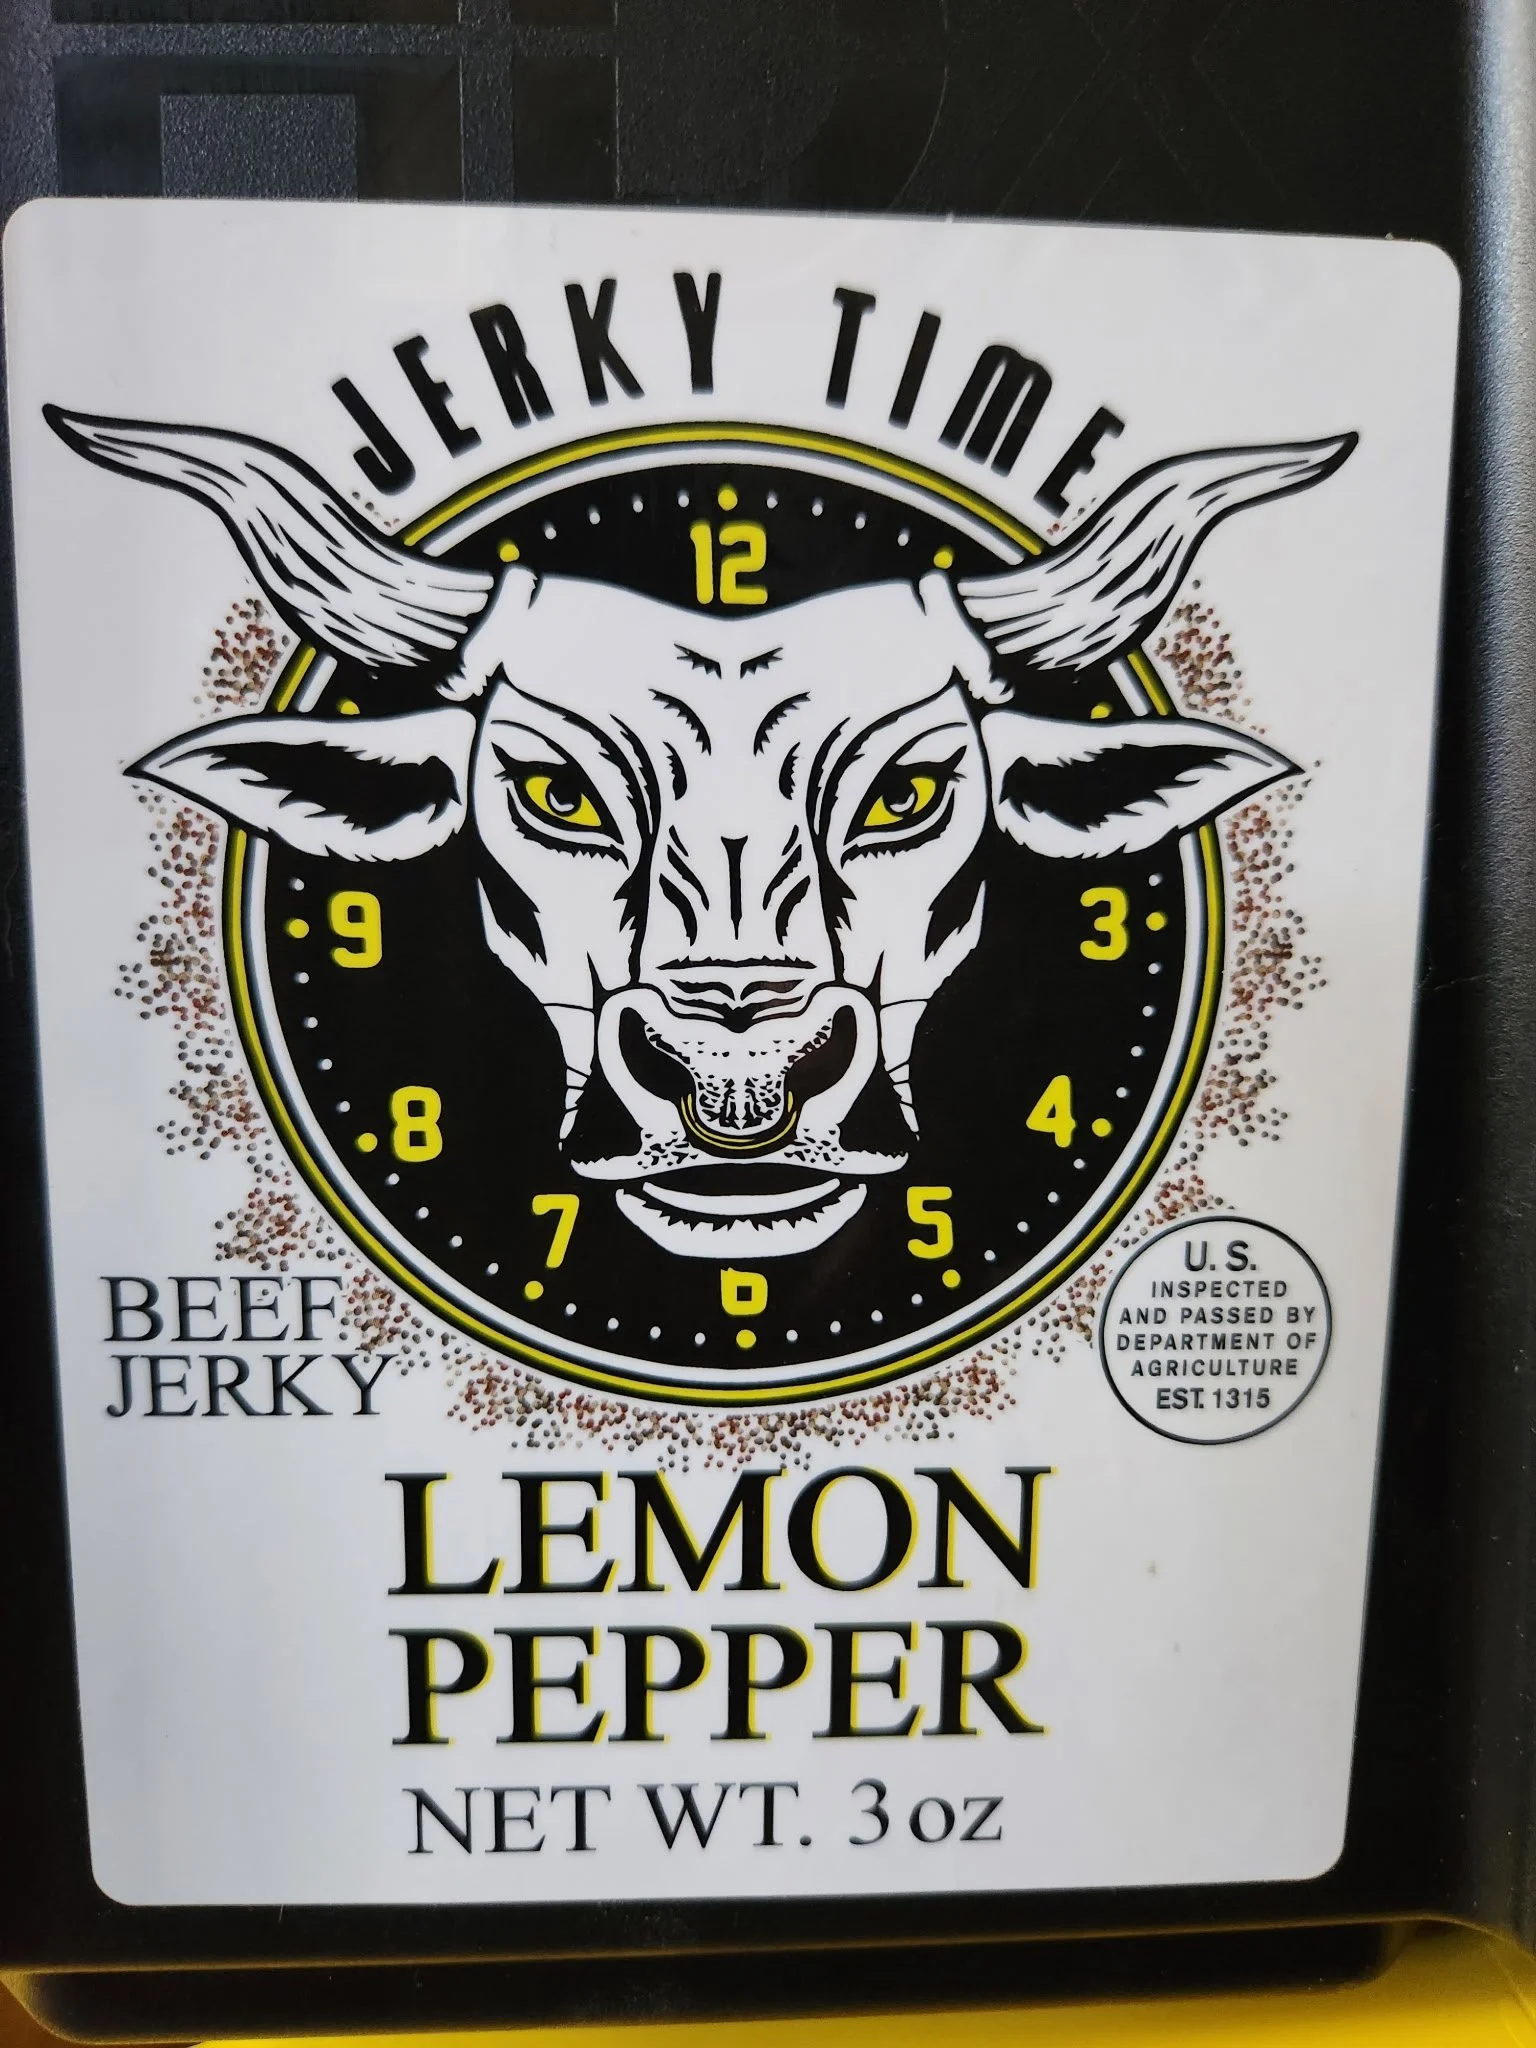 JERKY TIME
12
9
3
8
4
7
5
6
BEEF
JERKY
U.S.
INSPECTED
AND PASSED BY
DEPARTMENT OF
AGRICULTURE
EST. 1315
LEMON
PEPPER
NET WT. 3 oz